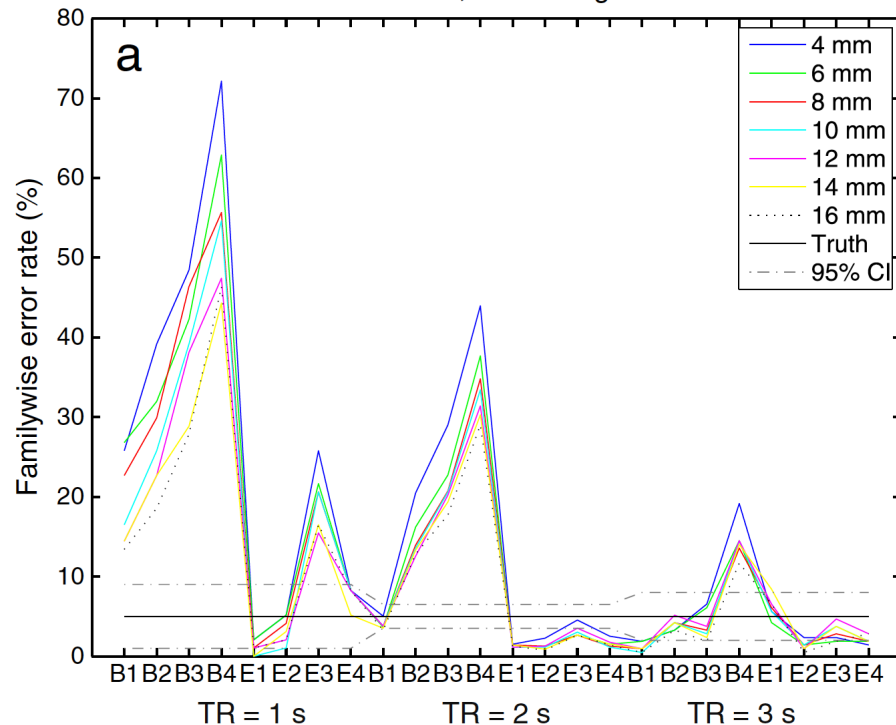 a
80
70
60
50
40
30
20
10
0
Familywise error rate (%)
4 mm
6 mm
8 mm
10 mm
12 mm
14 mm
16 mm
Truth
95% CI
B1 B2 B3 B4 E1 E2 E3 E4 B1 B2 B3 B4 E1 E2 E3 E4 B1 B2 B3 B4 E1 E2 E3 E4
TR = 1 s TR = 2 s TR = 3 s